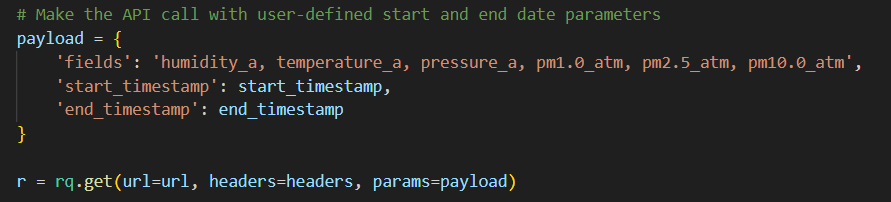 # Make the API call with user-defined start and end date parameters
payload = {
    'fields': 'humidity_a, temperature_a, pressure_a, pm1.0_atm, pm2.5_atm, pm10.0_atm',
    'start_timestamp': start_timestamp,
    'end_timestamp': end_timestamp
}
r = rq.get(url=url, headers=headers, params=payload)